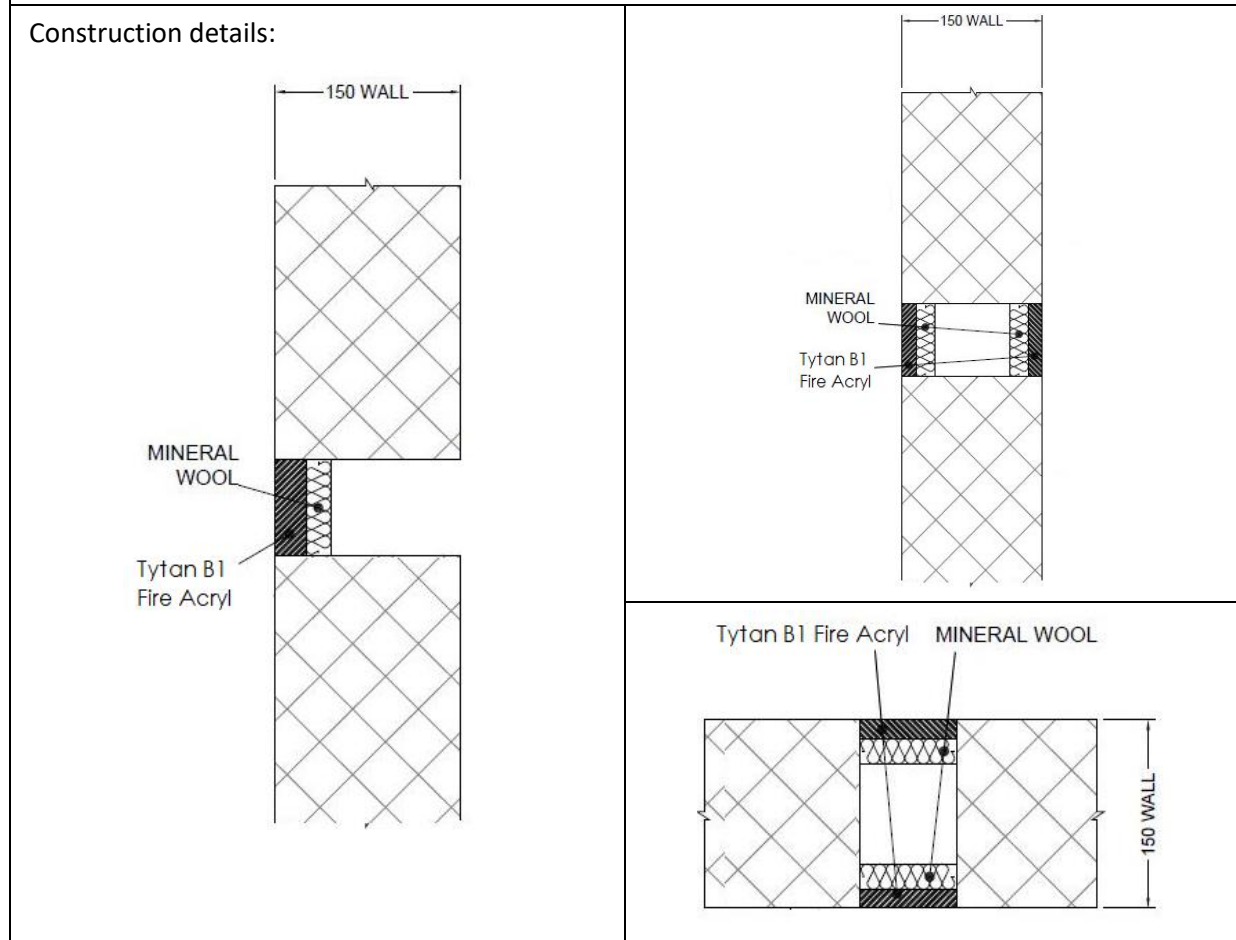 Construction details:
150 WALL
MINERAL
WOOL
Tytan B1
Fire Acryl
150 WALL
MINERAL
WOOL
Tytan B1
Fire Acryl
Tytan B1 Fire Acryl MINERAL WOOL
150 WALL